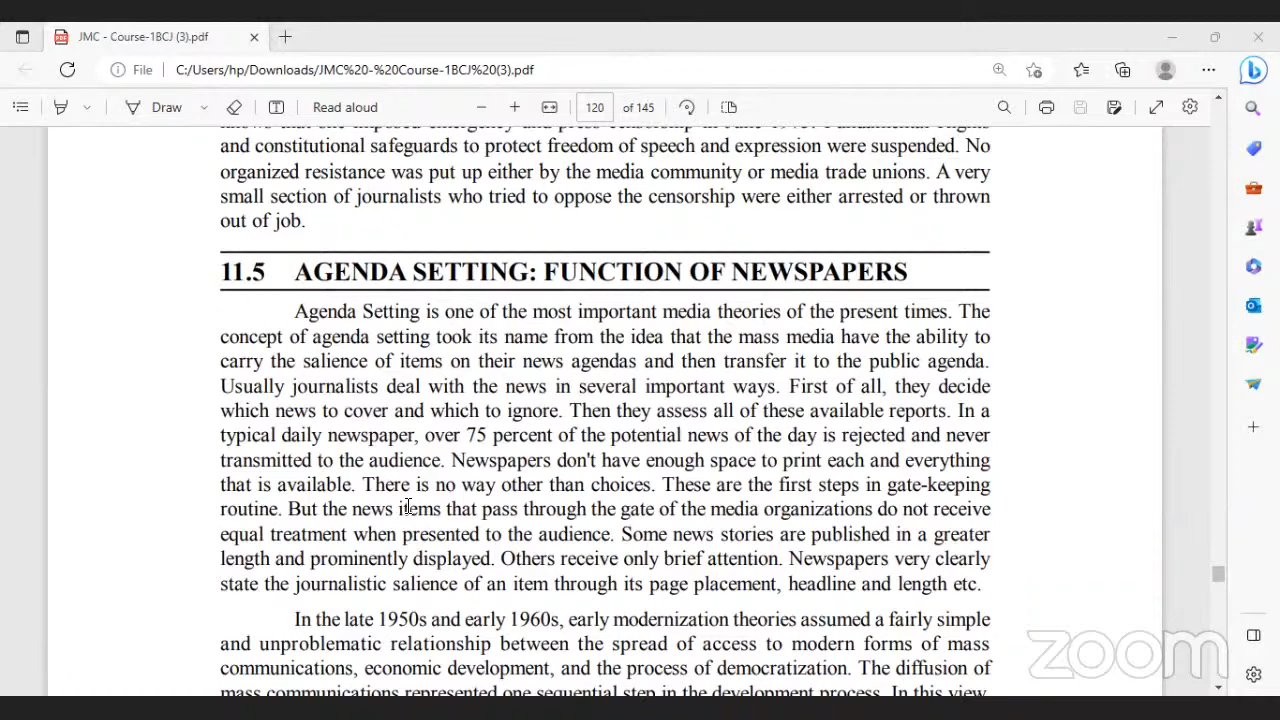 JMC - Course-1BCJ (3).pdf
File C:/Users/hp/Downloads/JMC%20-%20Course-1BCJ%20(3).pdf
Draw Read aloud 120 of 145
and constitutional safeguards to protect freedom of speech and expression were suspended. No
organized resistance was put up either by the media community or media trade unions. A very
small section of journalists who tried to oppose the censorship were either arrested or thrown
out of job.
11.5 AGENDA SETTING: FUNCTION OF NEWSPAPERS
Agenda Setting is one of the most important media theories of the present times. The
concept of agenda setting took its name from the idea that the mass media have the ability to
carry the salience of items on their news agendas and then transfer it to the public agenda.
Usually journalists deal with the news in several important ways. First of all, they decide
which news to cover and which to ignore. Then they assess all of these available reports. In a
typical daily newspaper, over 75 percent of the potential news of the day is rejected and never
transmitted to the audience. Newspapers don't have enough space to print each and everything
that is available. There is no way other than choices. These are the first steps in gate-keeping
routine. But the news items that pass through the gate of the media organizations do not receive
equal treatment when presented to the audience. Some news stories are published in a greater
length and prominently displayed. Others receive only brief attention. Newspapers very clearly
state the journalistic salience of an item through its page placement, headline and length etc.
In the late 1950s and early 1960s, early modernization theories assumed a fairly simple
and unproblematic relationship between the spread of access to modern forms of mass
communications, economic development, and the process of democratization. The diffusion of
mass communications represented one sequential step in the development process. In this view,
zoom